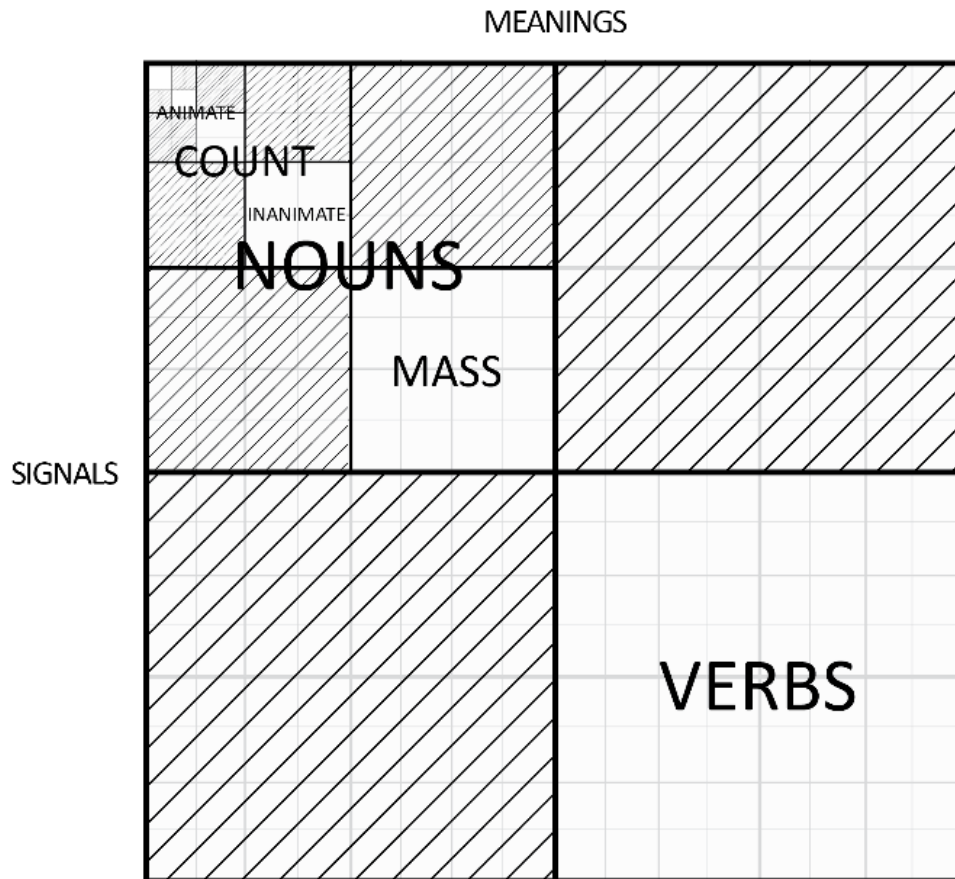 MEANINGS
ANIMATE
COUNT
INANIMATE
NOUNS
MASS
SIGNALS
VERBS